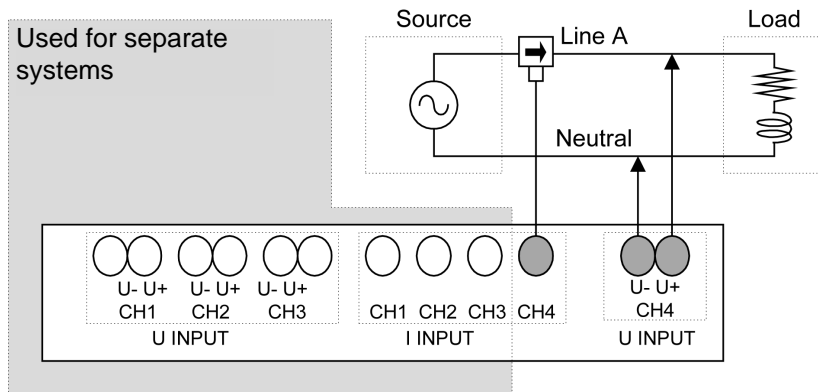 Source
Load
Used for separate
systems
Line A
Neutral
U- U+ U- U+ U- U+ U- U+
CH1 CH2 CH3 CH1 CH2 CH3 CH4 CH4
U INPUT I INPUT U INPUT